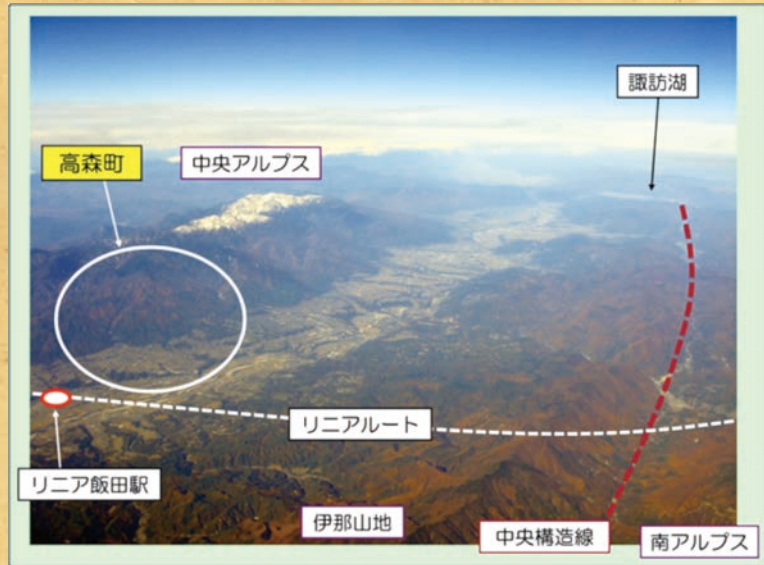 諏訪湖
高森町
中央アルプス
リニアルート
リニア飯田駅
伊那山地
中央構造線
南アルプス